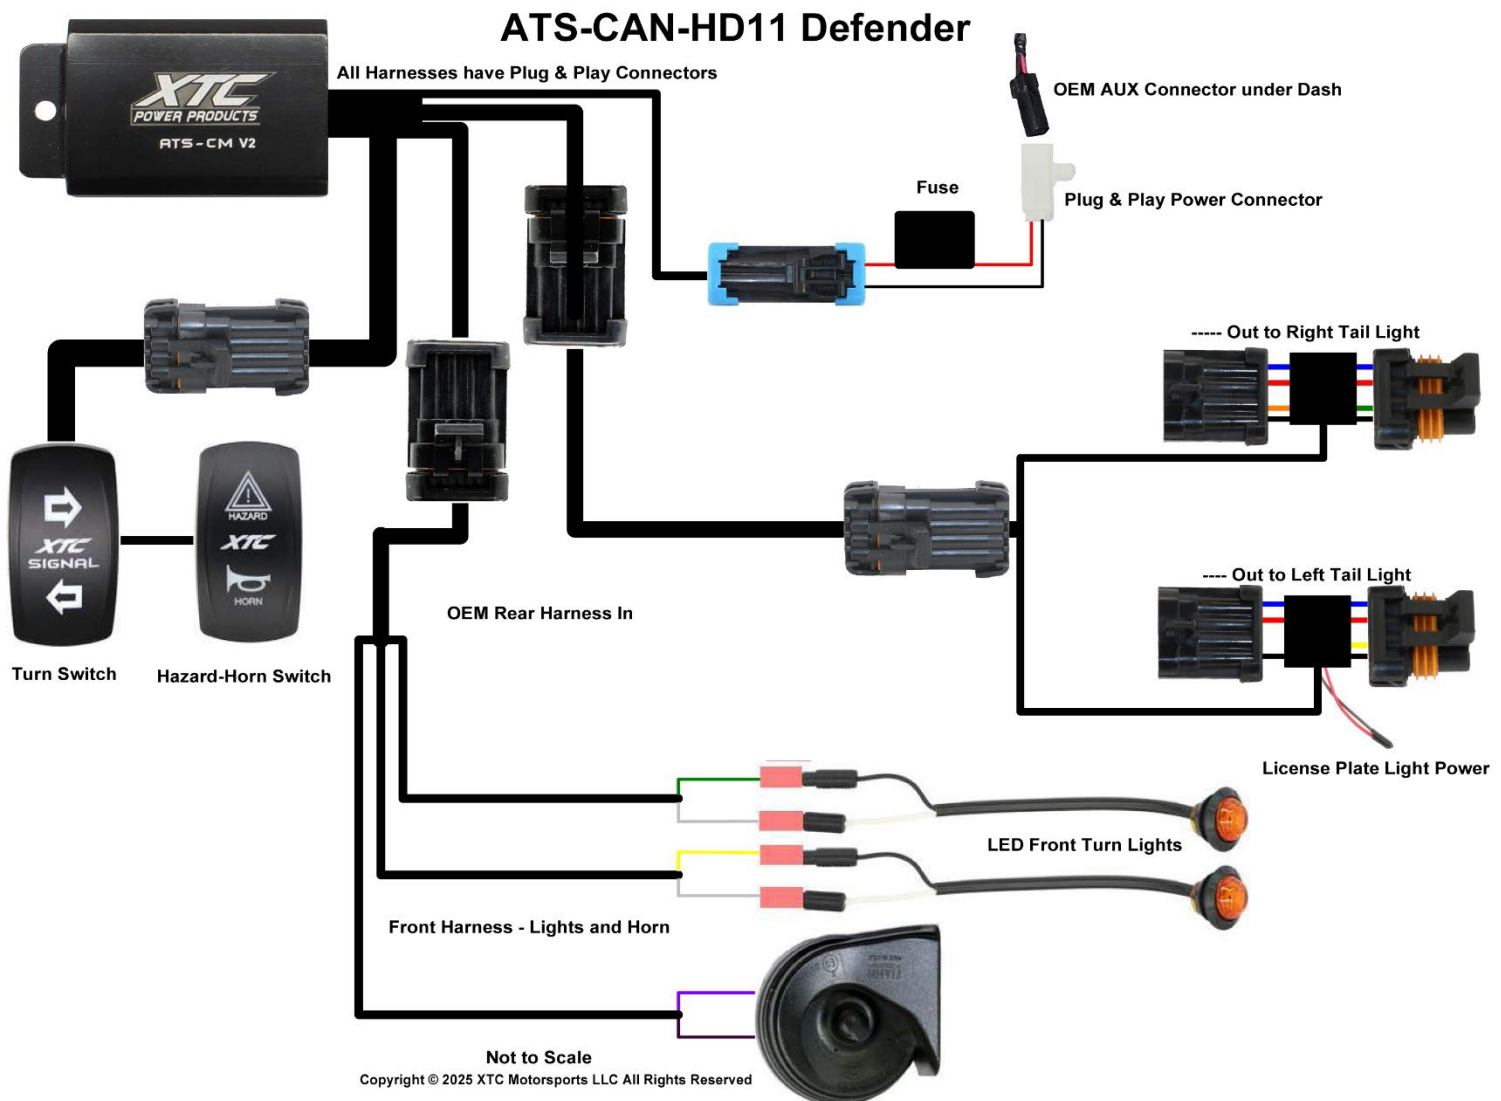 ATS-CAN-HD11 Defender
All Harnesses have Plug & Play Connectors
XTC
POWER PRODUCTS
ATS-CM V2
OEM AUX Connector under Dash
Fuse
Plug & Play Power Connector
----- Out to Right Tail Light
HAZARD
XTC
HORN
XTC
SIGNAL
---- Out to Left Tail Light
OEM Rear Harness In
Turn Switch
Hazard-Horn Switch
License Plate Light Power
LED Front Turn Lights
Front Harness - Lights and Horn
Not to Scale
Copyright © 2025 XTC Motorsports LLC All Rights Reserved